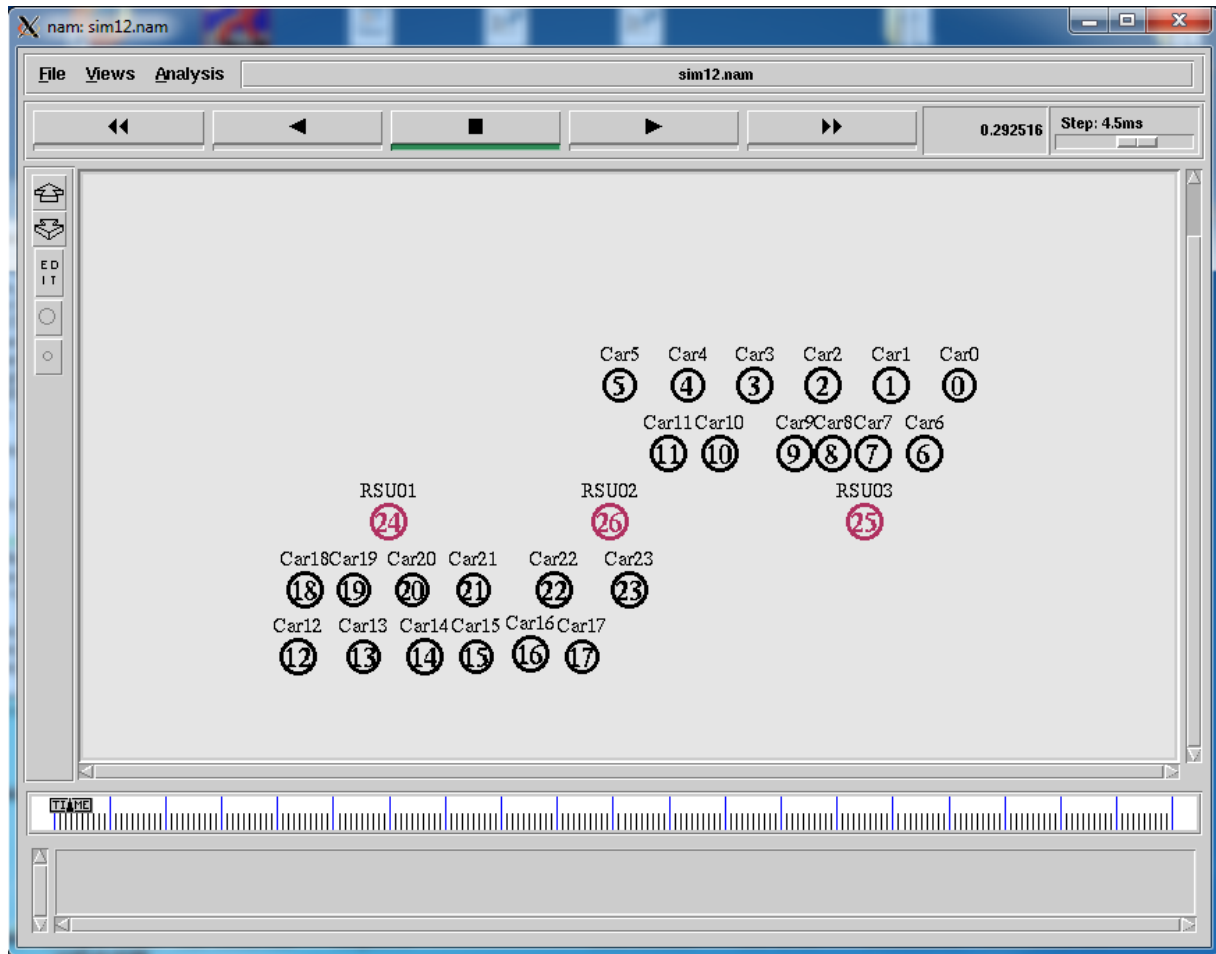 nam: sim12.nam
File Views Analysis sim12.nam
0.292516 Step: 4.5ms
E D
I T
Car5 Car4 Car3 Car2 Car1 Car0
5 4 3 2 1 0
Car11 Car10 Car9 Car8 Car7 Car6
11 10 9 8 7 6
RSU01 RSU02 RSU03
24 26 25
Car18 Car19 Car20 Car21 Car22 Car23
18 19 20 21 22 23
Car12 Car13 Car14 Car15 Car16 Car17
12 13 14 15 16 17
TIME